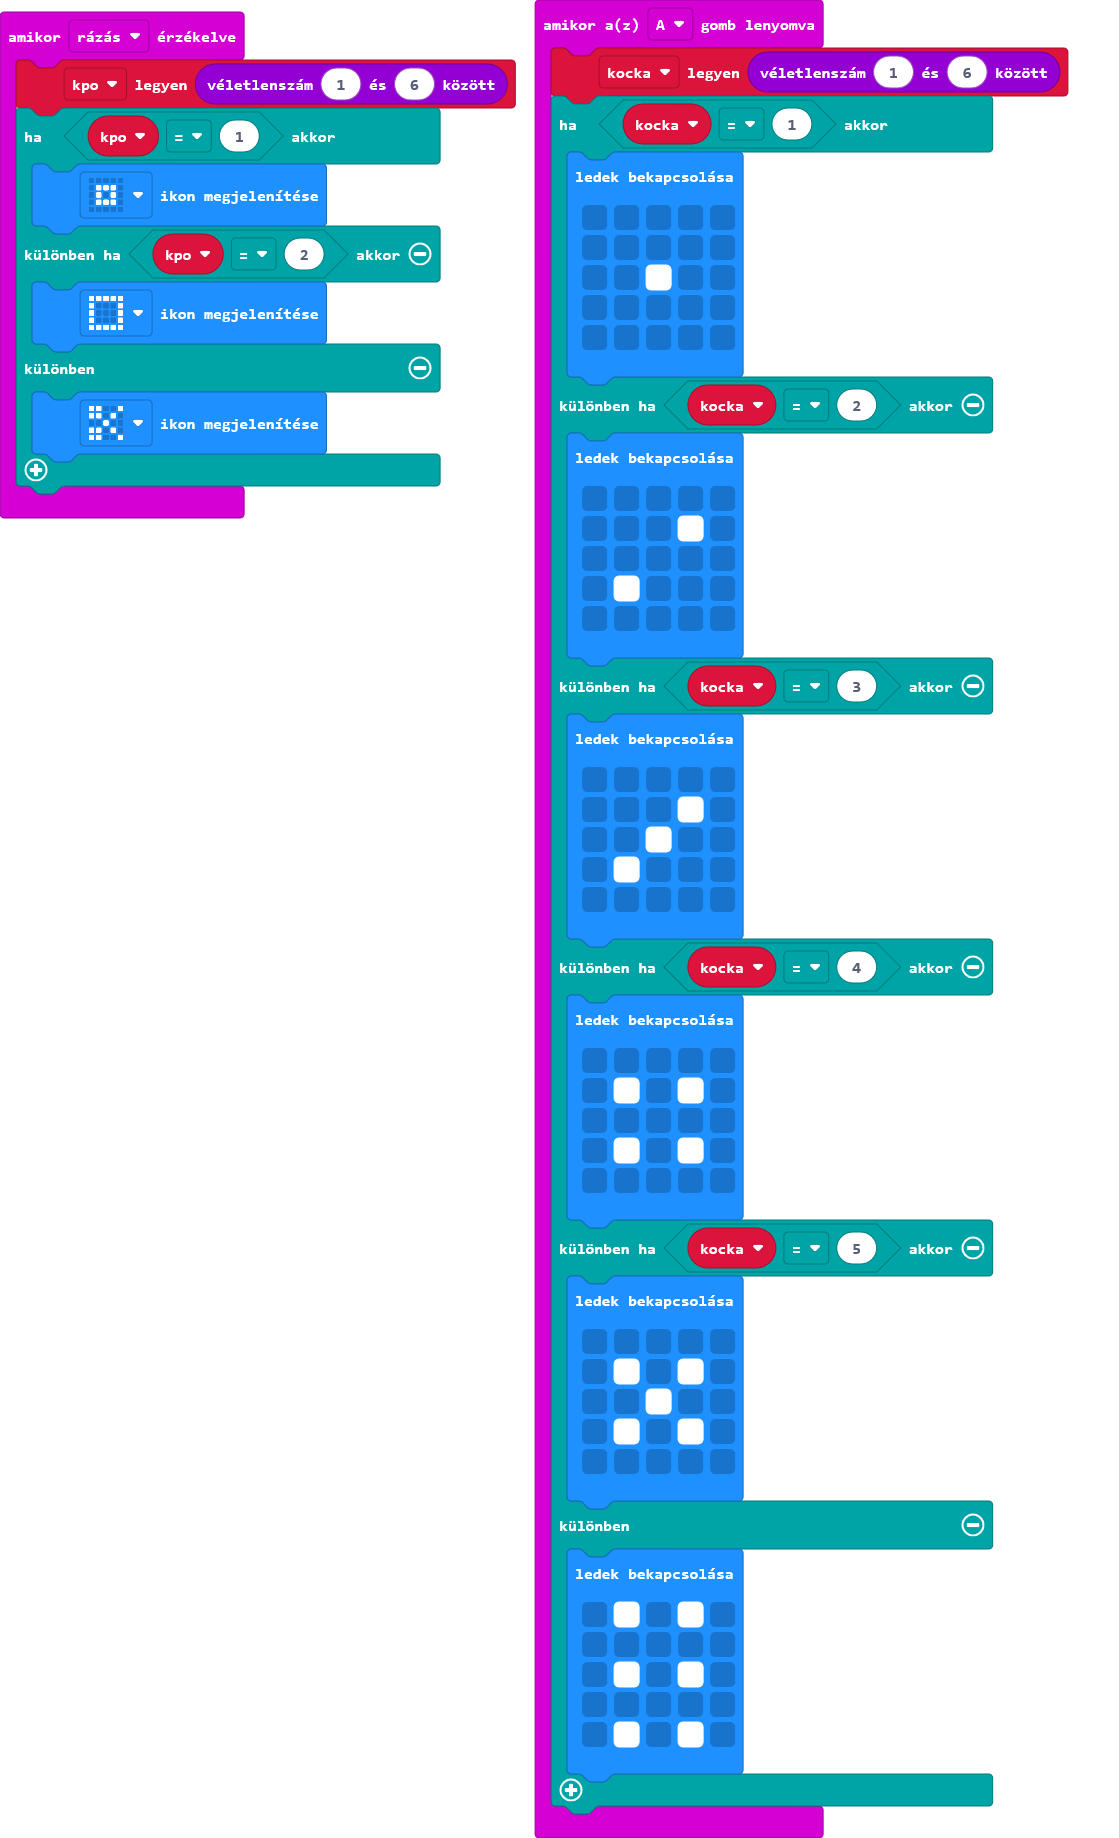 amikor rázás érzékelve
kpo legyen véletlenszám 1 és 6 között
ha kpo = 1 akkor
ikon megjelenítése
különben ha kpo = 2 akkor
ikon megjelenítése
különben
ikon megjelenítése
amikor a(z) A gomb lenyomva
kocka legyen véletlenszám 1 és 6 között
ha kocka = 1 akkor
ledek bekapcsolása
különben ha kocka = 2 akkor
ledek bekapcsolása
különben ha kocka = 3 akkor
ledek bekapcsolása
különben ha kocka = 4 akkor
ledek bekapcsolása
különben ha kocka = 5 akkor
ledek bekapcsolása
különben
ledek bekapcsolása